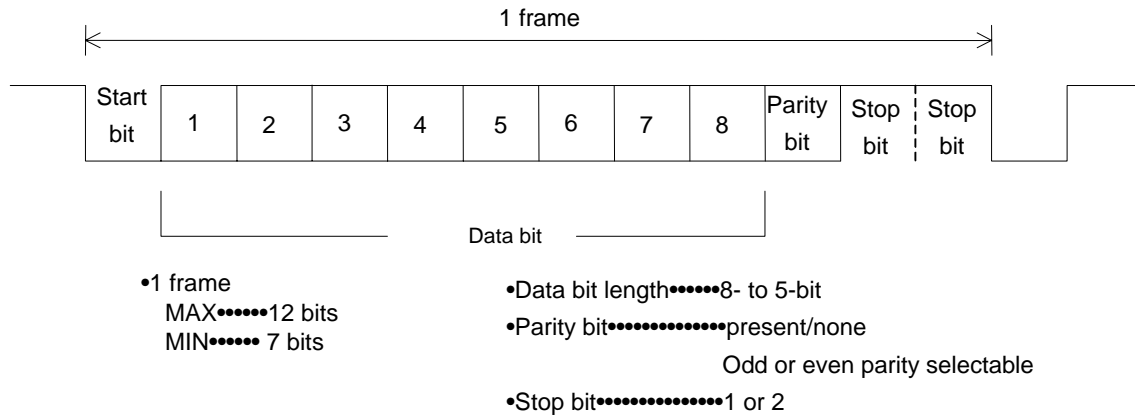 1 frame
Start bit 1 2 3 4 5 6 7 8 Parity bit Stop bit Stop bit
Data bit
•1 frame
MAX••••••12 bits
MIN•••••• 7 bits
•Data bit length••••••8- to 5-bit
•Parity bit••••••••••••••present/none
Odd or even parity selectable
•Stop bit•••••••••••••••1 or 2